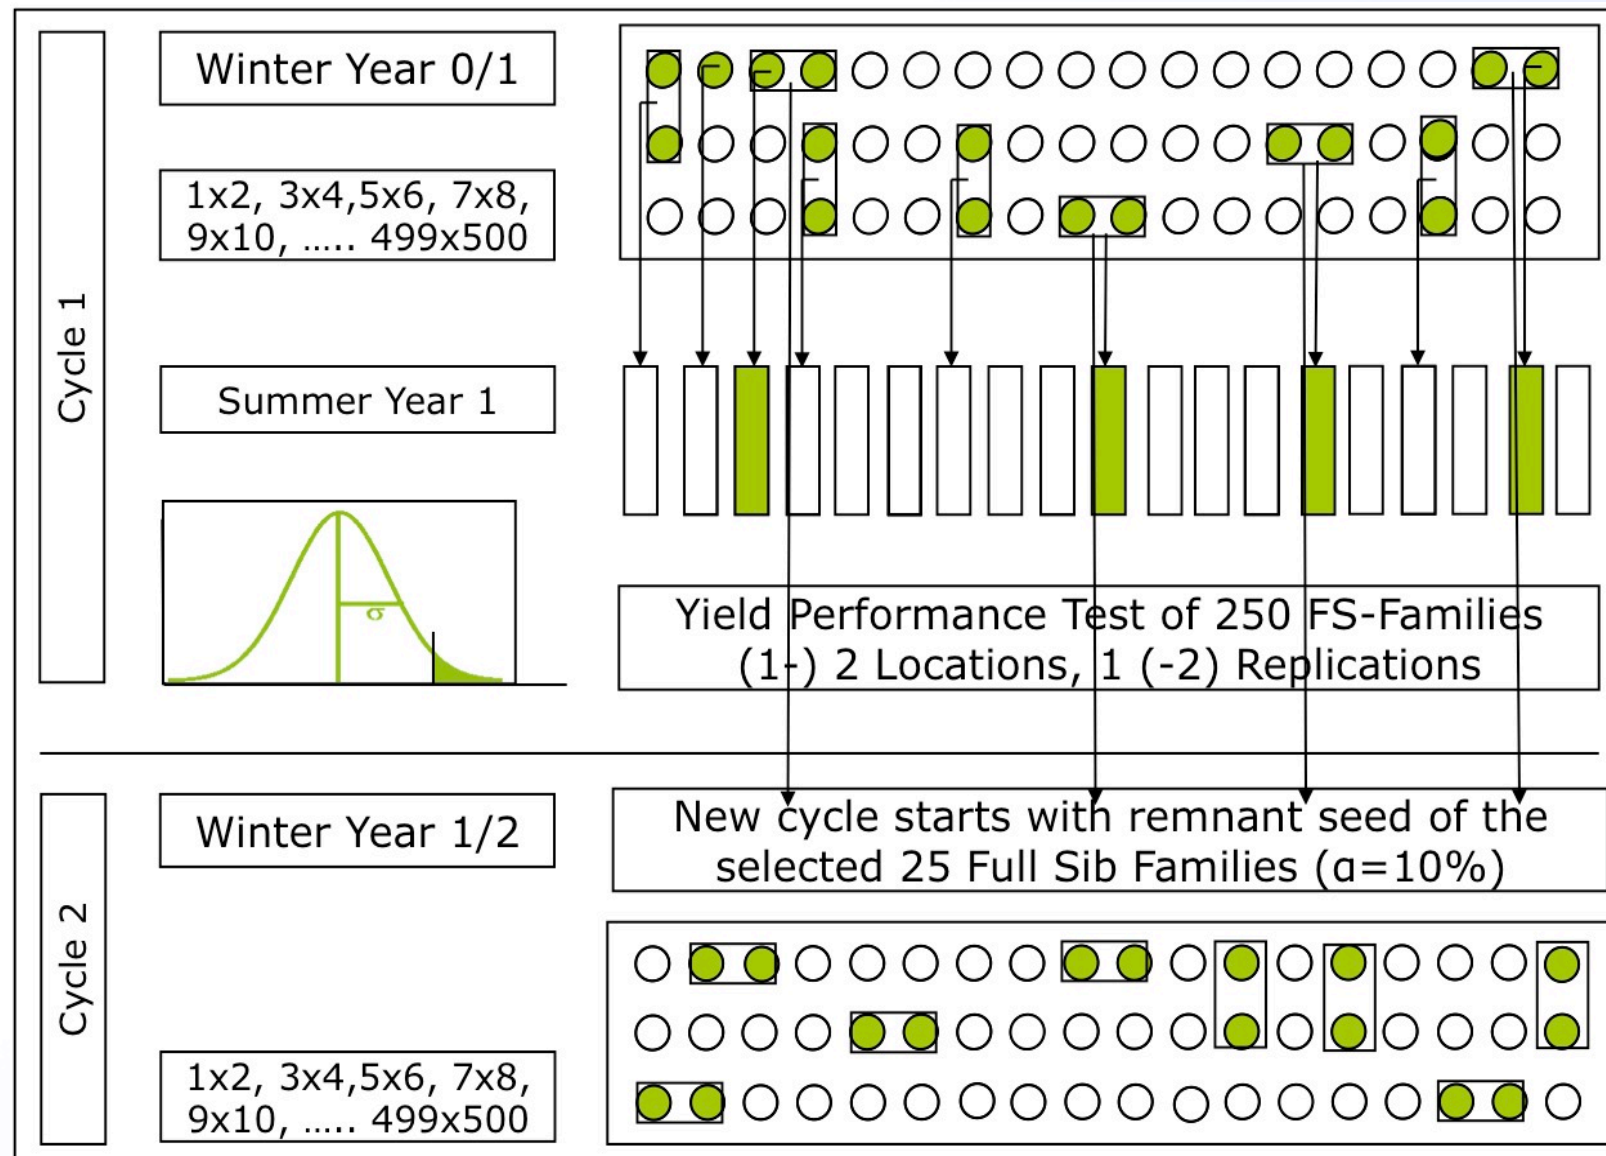 Cycle 1
Winter Year 0/1
1x2, 3x4,5x6, 7x8,
9x10, ..... 499x500
Summer Year 1
σ
Yield Performance Test of 250 FS-Families
(1-) 2 Locations, 1 (-2) Replications
Cycle 2
Winter Year 1/2
New cycle starts with remnant seed of the
selected 25 Full Sib Families (α=10%)
1x2, 3x4,5x6, 7x8,
9x10, ..... 499x500